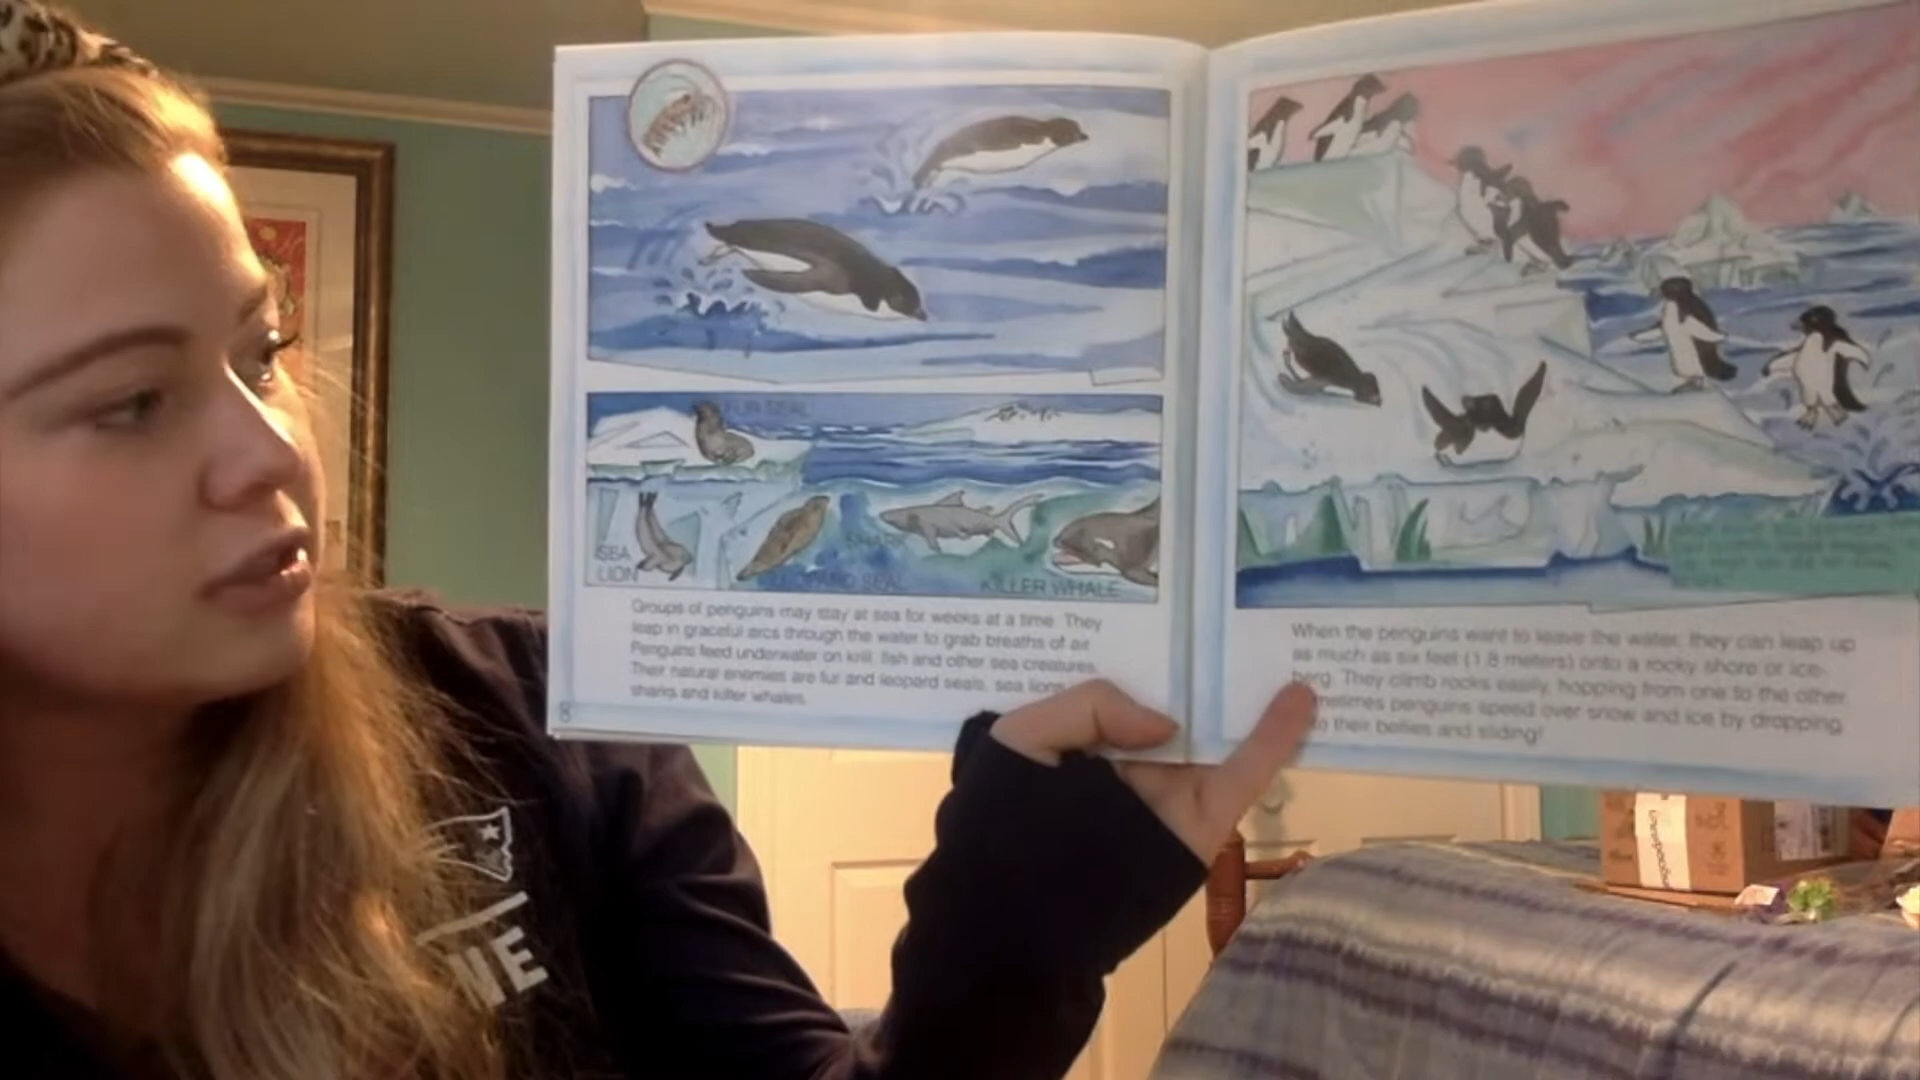 FUR SEAL
SEA
LION
SHARK
LEOPARD SEAL
KILLER WHALE
Groups of penguins may stay at sea for weeks at a time. They
leap in graceful arcs through the water to grab breaths of air.
Penguins feed underwater on krill, fish and other sea creatures.
Their natural enemies are fur and leopard seals, sea lions,
sharks and killer whales.
8
When the penguins want to leave the water, they can leap up
as much as six feet (1.8 meters) onto a rocky shore or ice-
berg. They climb rocks easily, hopping from one to the other.
metimes penguins speed over snow and ice by dropping
to their bellies and sliding!
NE